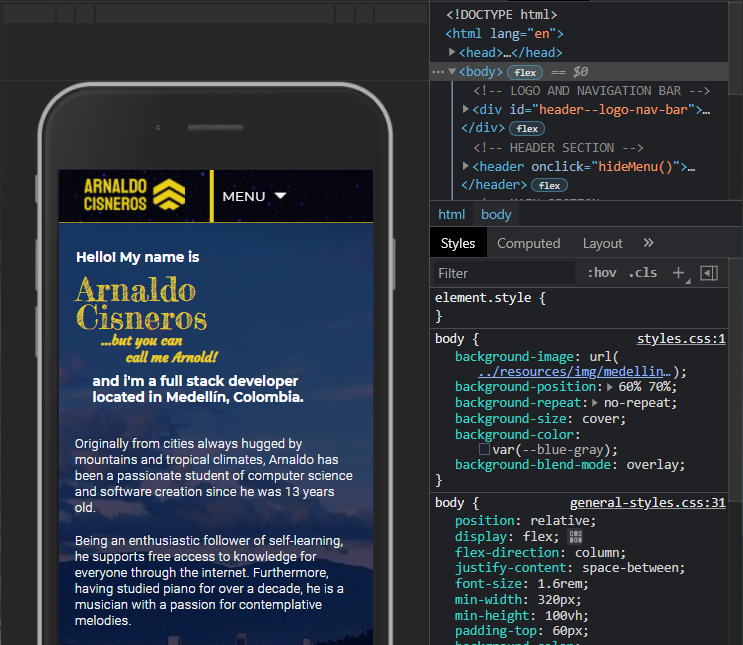 ARNALDO
CISNEROS
MENU
Hello! My name is
Arnaldo
Cisneros
...but you can
call me Arnold!
and i'm a full stack developer
located in Medellín, Colombia.
Originally from cities always hugged by
mountains and tropical climates, Arnaldo has
been a passionate student of computer science
and software creation since he was 13 years
old.
Being an enthusiastic follower of self-learning,
he supports free access to knowledge for
everyone through the internet. Furthermore,
having studied piano for over a decade, he is a
musician with a passion for contemplative
melodies.
<!DOCTYPE html>
<html lang="en">
<head>…</head>
<body> flex == $0
<!-- LOGO AND NAVIGATION BAR -->
<div id="header--logo-nav-bar">…
</div> flex
<!-- HEADER SECTION -->
<header onclick="hideMenu()">…
</header> flex
html body
Styles Computed Layout »
Filter :hov .cls +
element.style {
}
body { styles.css:1
background-image: url(
../resources/img/medellin…);
background-position: 60% 70%;
background-repeat: no-repeat;
background-size: cover;
background-color:
var(--blue-gray);
background-blend-mode: overlay;
}
body { general-styles.css:31
position: relative;
display: flex;
flex-direction: column;
justify-content: space-between;
font-size: 1.6rem;
min-width: 320px;
min-height: 100vh;
padding-top: 60px;